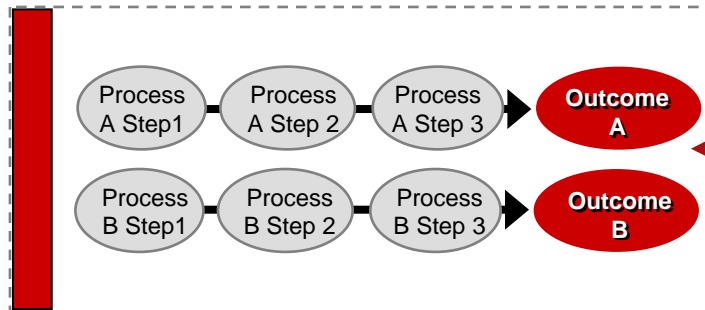 Process
A Step1
Process
A Step 2
Process
A Step 3
Outcome
A
Process
B Step1
Process
B Step 2
Process
B Step 3
Outcome
B